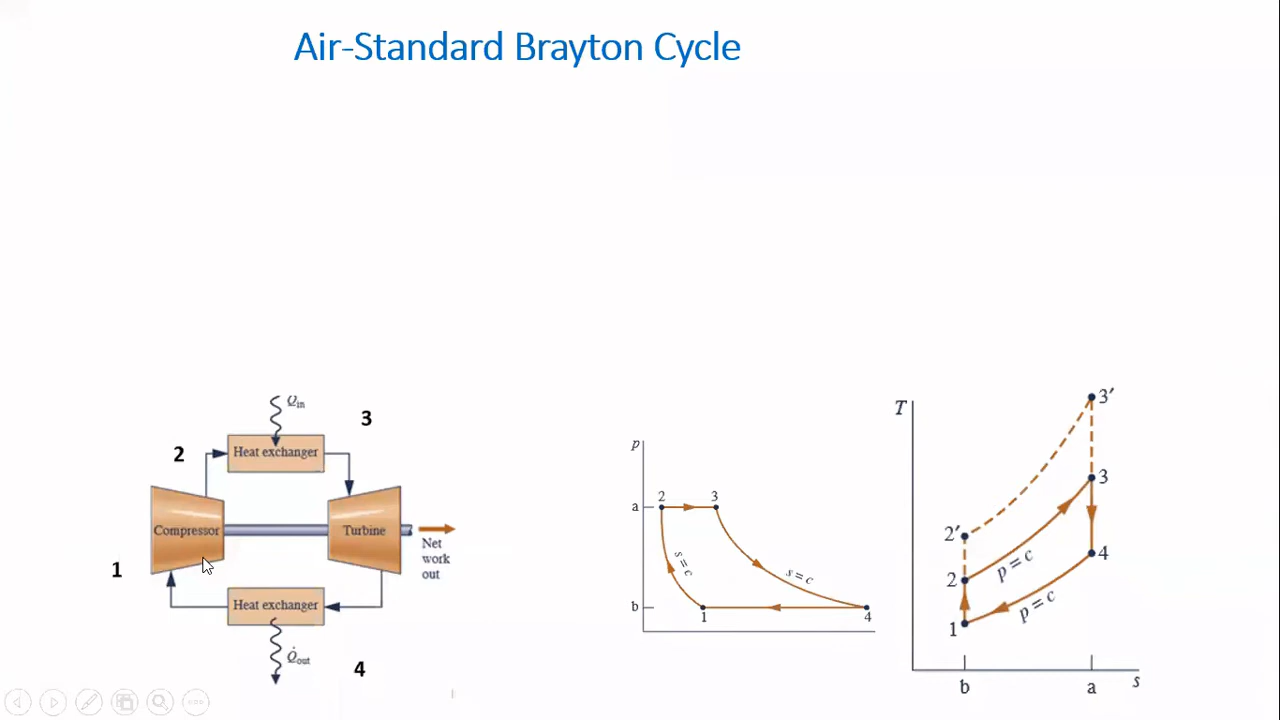 Air-Standard Brayton Cycle
Q̇in
3
2
Heat exchanger
Compressor
Turbine
Net
work
out
1
Heat exchanger
Q̇out
4
p
a
b
2
3
s = c
s = c
1
4
T
3′
3
2′
2
4
p = c
p = c
1
b
a
s